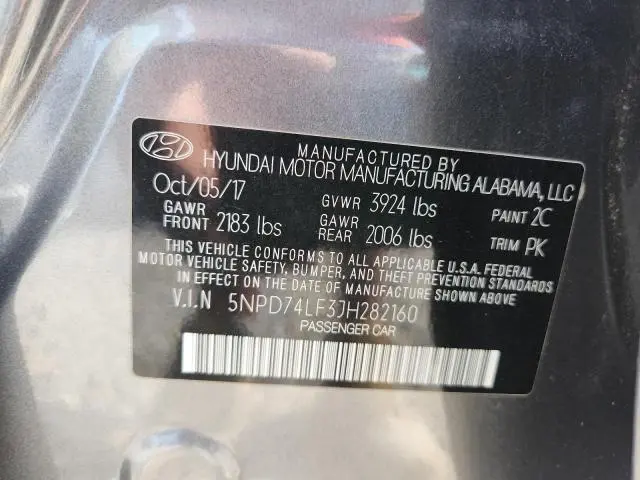 MANUFACTURED BY
HYUNDAI MOTOR MANUFACTURING ALABAMA, LLC
Oct/05/17 GVWR 3924 lbs PAINT 2C
GAWR FRONT 2183 lbs GAWR REAR 2006 lbs TRIM PK
THIS VEHICLE CONFORMS TO ALL APPLICABLE U.S.A. FEDERAL
MOTOR VEHICLE SAFETY, BUMPER, AND THEFT PREVENTION STANDARDS
IN EFFECT ON THE DATE OF MANUFACTURE SHOWN ABOVE.
V.I.N 5NPD74LF3JH282160
PASSENGER CAR